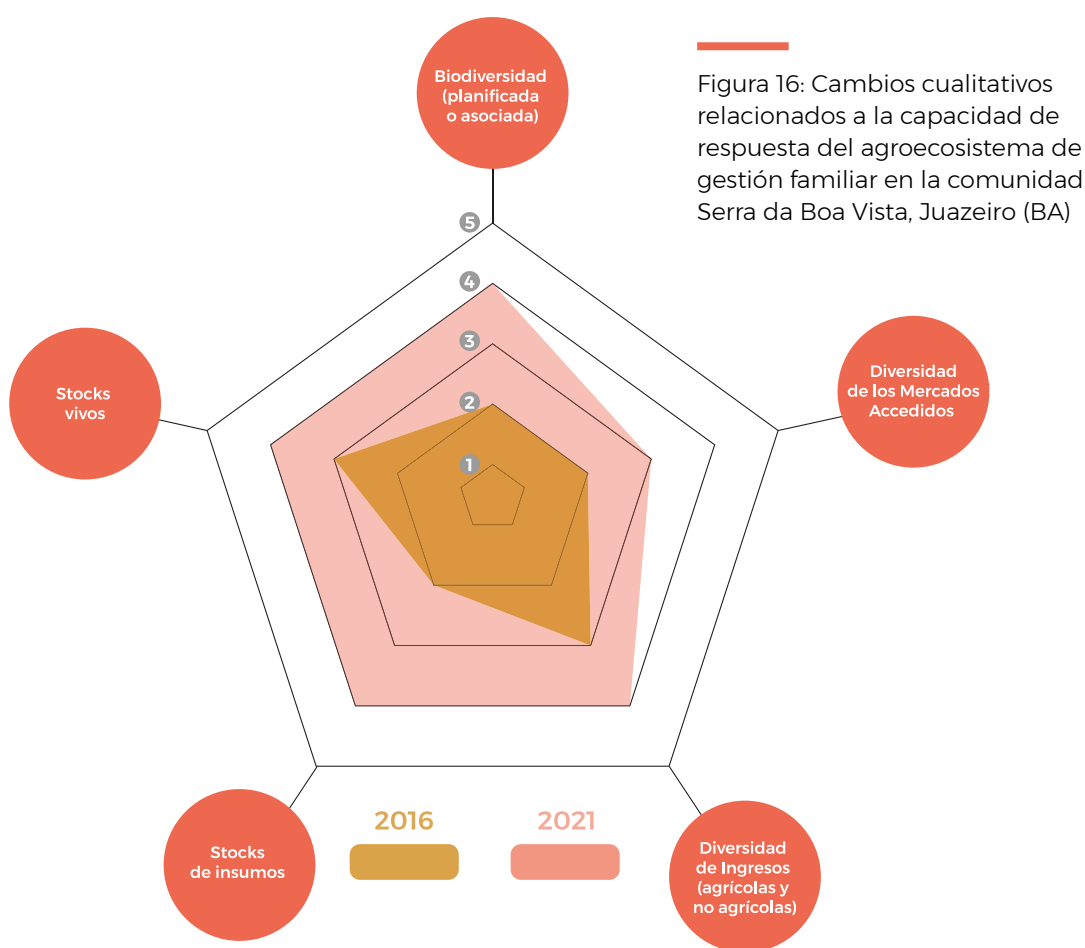 Biodiversidad
(planificada
o asociada)
Figura 16: Cambios cualitativos
relacionados a la capacidad de
respuesta del agroecosistema de
gestión familiar en la comunidad
Serra da Boa Vista, Juazeiro (BA)
5
4
3
2
1
Stocks
vivos
Diversidad
de los Mercados
Accedidos
Stocks
de insumos
2016
2021
Diversidad
de Ingresos
(agrícolas y
no agrícolas)